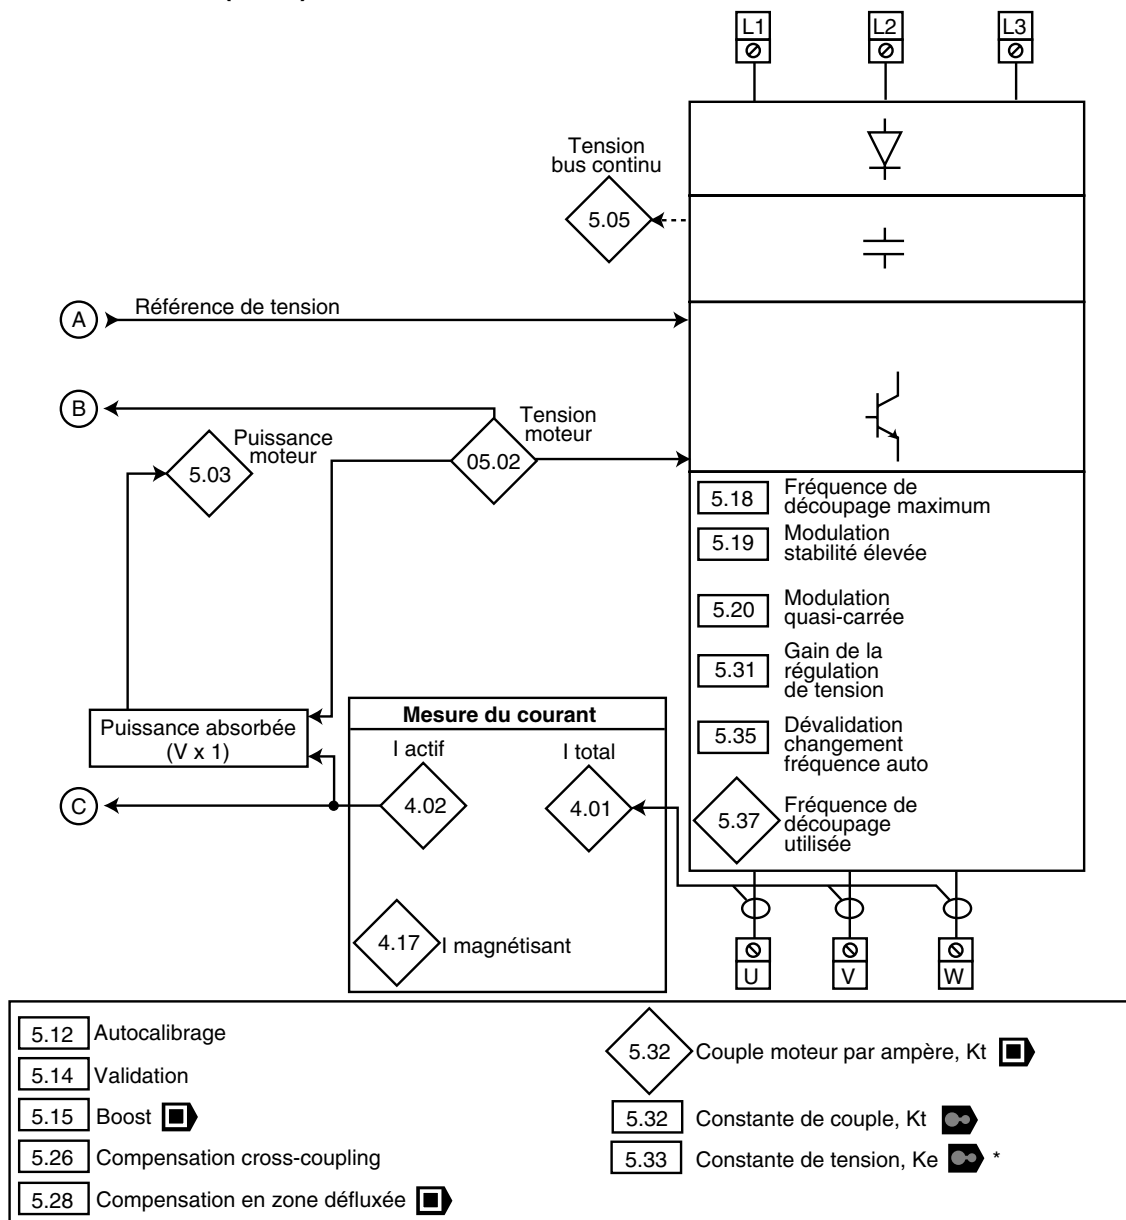 L1
L2
L3
Tension
bus continu
5.05
A
Référence de tension
B
Puissance
moteur
5.03
Tension
moteur
05.02
5.18
Fréquence de
découpage maximum
5.19
Modulation
stabilité élevée
5.20
Modulation
quasi-carrée
5.31
Gain de la
régulation
de tension
5.35
Dévalidation
changement
fréquence auto
5.37
Fréquence de
découpage
utilisée
Puissance absorbée
(V x 1)
Mesure du courant
I actif
I total
4.02
4.01
C
4.17
I magnétisant
U
V
W
5.12 Autocalibrage
5.14 Validation
5.15 Boost
5.26 Compensation cross-coupling
5.28 Compensation en zone défluxée
5.32 Couple moteur par ampère, Kt
5.32 Constante de couple, Kt
5.33 Constante de tension, Ke *